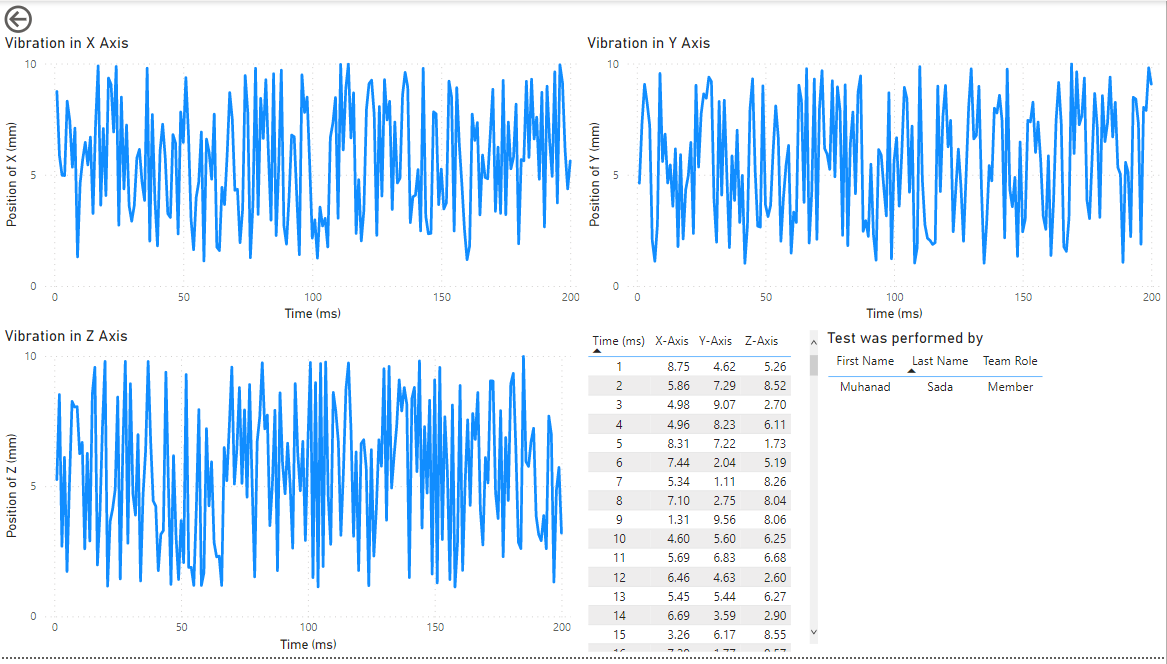 Vibration in X Axis
Position of X (mm)
10
5
0
0 50 100 150 200
Time (ms)
Vibration in Y Axis
Position of Y (mm)
10
5
0
0 50 100 150 200
Time (ms)
Vibration in Z Axis
Position of Z (mm)
10
5
0
0 50 100 150 200
Time (ms)
Time (ms) X-Axis Y-Axis Z-Axis
1 8.75 4.62 5.26
2 5.86 7.29 8.52
3 4.98 9.07 2.70
4 4.96 8.23 6.11
5 8.31 7.22 1.73
6 7.44 2.04 5.19
7 5.34 1.11 8.26
8 7.10 2.75 8.04
9 1.31 9.56 8.06
10 4.60 5.60 6.25
11 5.69 6.83 6.68
12 6.46 4.63 2.60
13 5.45 5.44 6.27
14 6.69 3.59 2.90
15 3.26 6.17 8.55
Test was performed by
First Name Last Name Team Role
Muhanad Sada Member